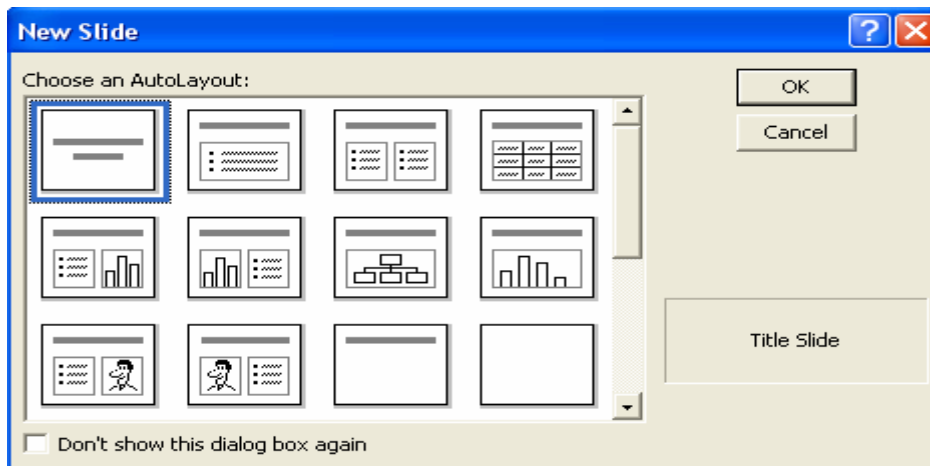 New Slide
Choose an AutoLayout:
OK
Cancel
Title Slide
Don't show this dialog box again